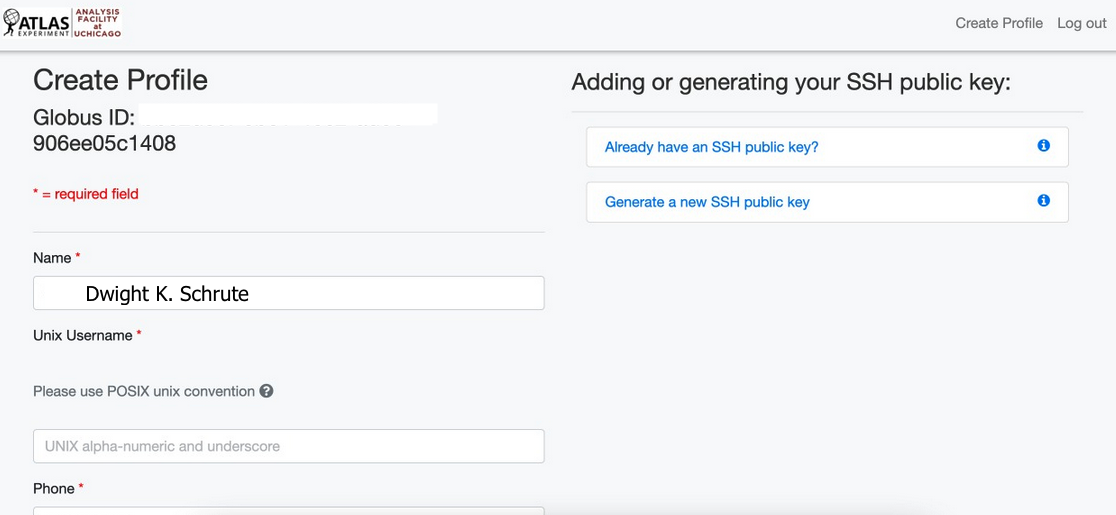 ATLAS
EXPERIMENT
ANALYSIS
FACILITY
at
UCHICAGO
Create Profile Log out
Create Profile
Globus ID:
906ee05c1408
* = required field
Name *
Dwight K. Schrute
Unix Username *
Please use POSIX unix convention ?
UNIX alpha-numeric and underscore
Phone *
Adding or generating your SSH public key:
Already have an SSH public key?
Generate a new SSH public key